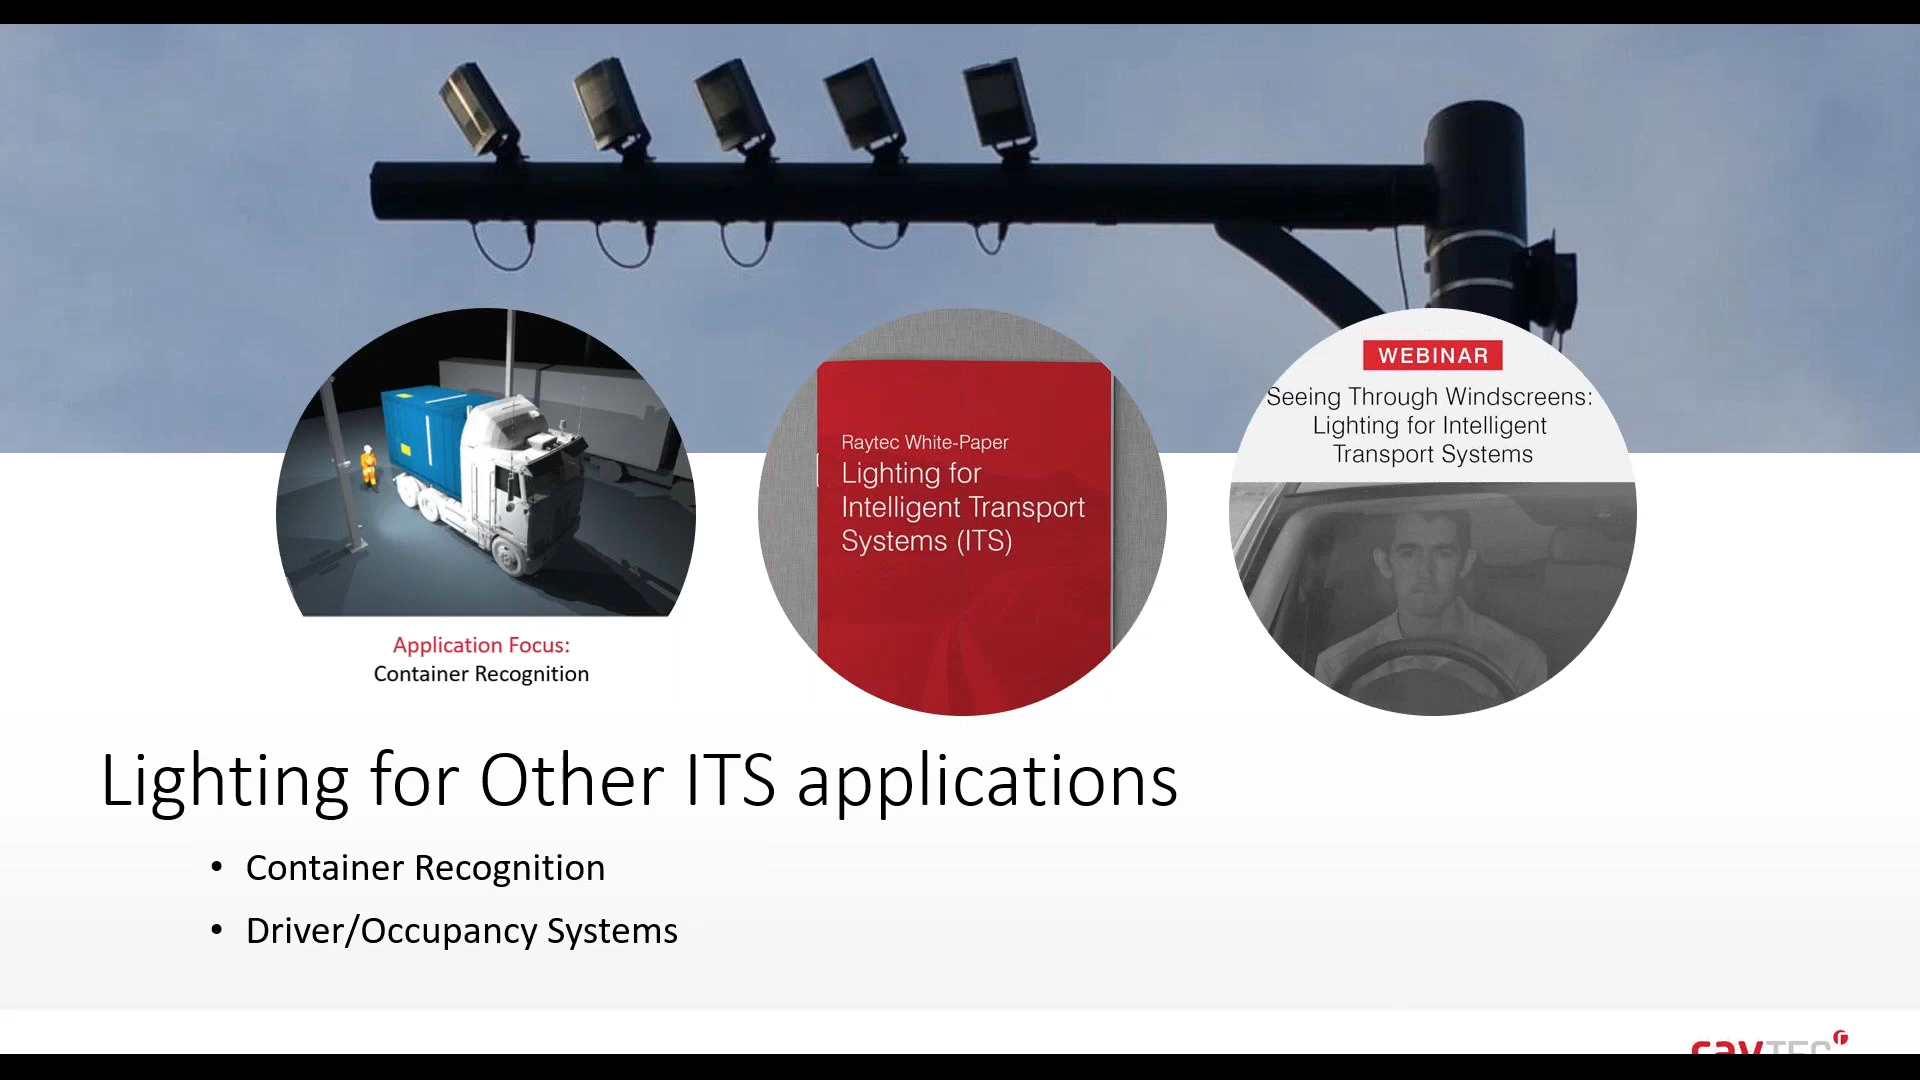 WEBINAR
Seeing Through Windscreens:
Lighting for Intelligent
Transport Systems
Raytec White-Paper
Lighting for
Intelligent Transport
Systems (ITS)
Application Focus:
Container Recognition
Lighting for Other ITS applications
• Container Recognition
• Driver/Occupancy Systems
rayTEC